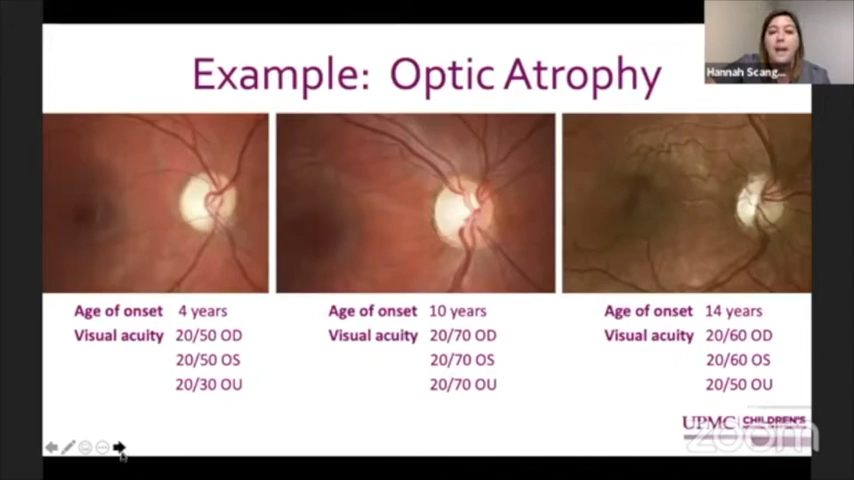 Example: Optic Atrophy
Hannah Scang...
Age of onset 4 years
Visual acuity 20/50 OD
20/50 OS
20/30 OU
Age of onset 10 years
Visual acuity 20/70 OD
20/70 OS
20/70 OU
Age of onset 14 years
Visual acuity 20/60 OD
20/60 OS
20/50 OU
UPMC CHILDREN'S
zoom